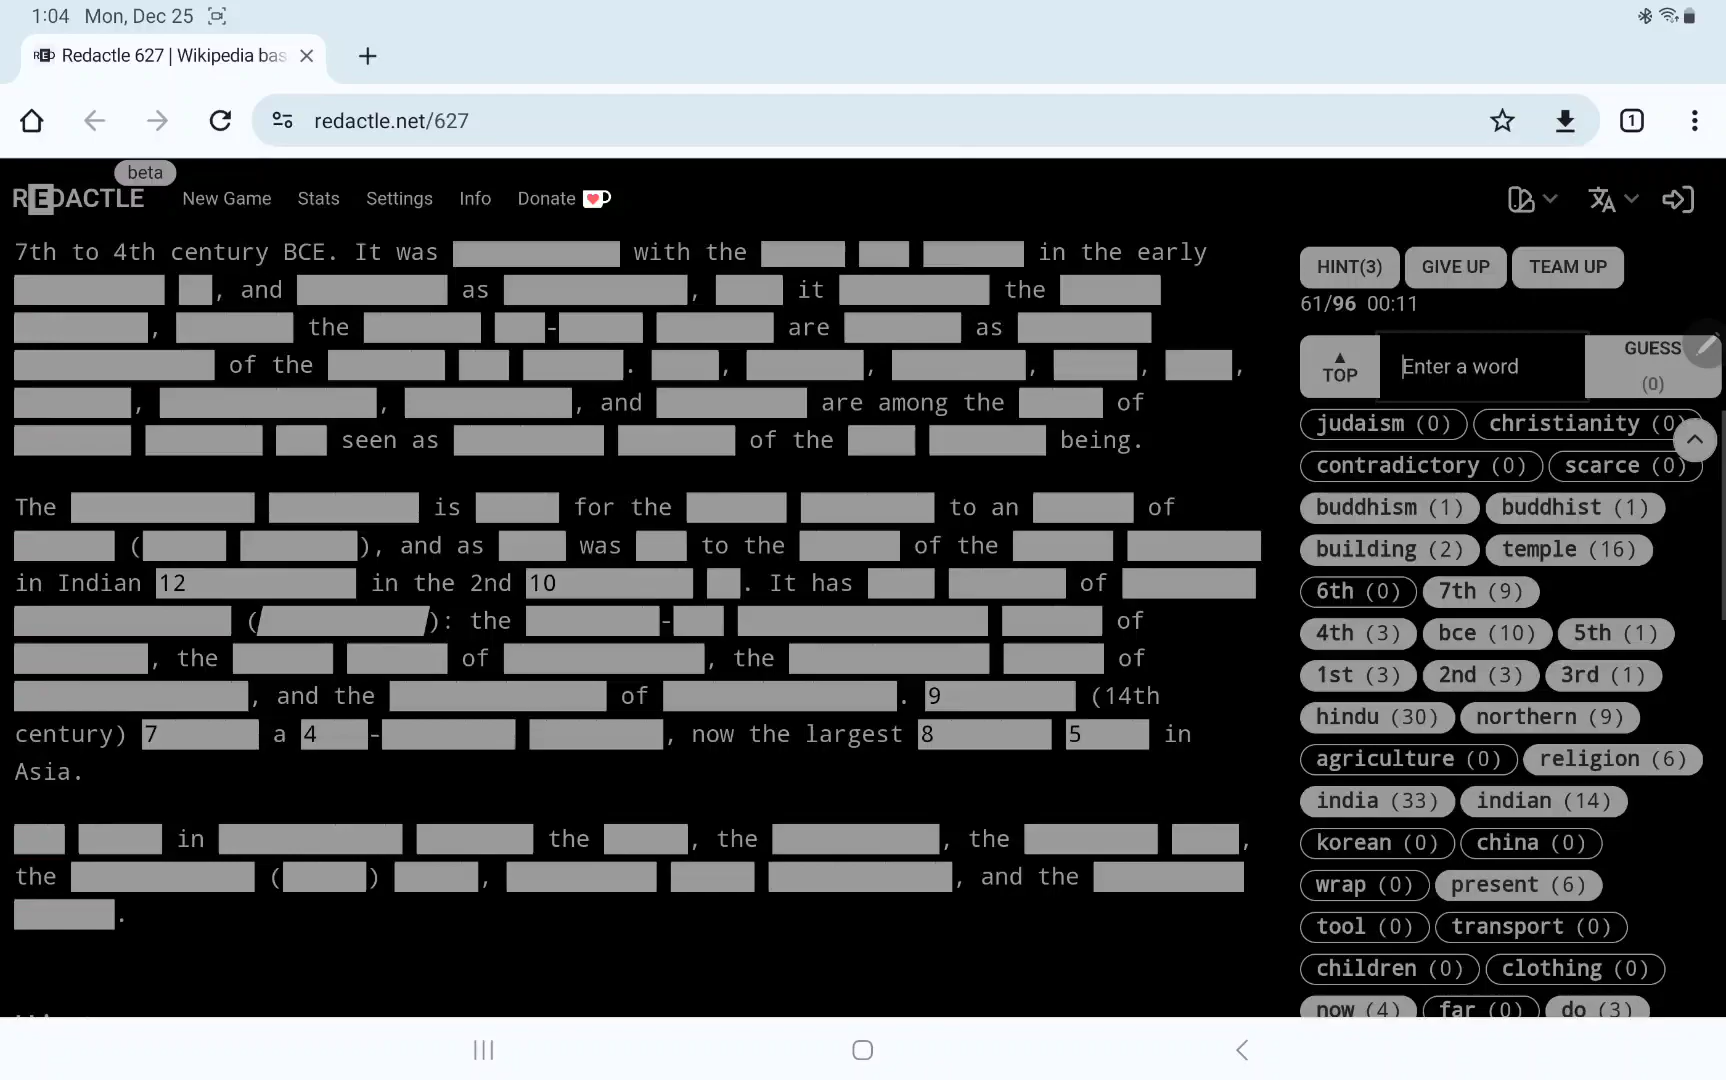 1:04 Mon, Dec 25
RED Redactle 627 | Wikipedia bas
redactle.net/627
1
beta
REDACTLE New Game Stats Settings Info Donate
7th to 4th century BCE. It was with the in the early
, and as , it the
, the - are as
of the . , , , , ,
, , , and are among the of
seen as of the being.
The is for the to an of
( ), and as was to the of the
in Indian 12 in the 2nd 10 . It has of
( ): the - of
, the of , the of
, and the of . 9 (14th
century) 7 a 4 - , now the largest 8 5 in
Asia.
in the , the , the ,
the ( ) , , and the
.
HINT(3) GIVE UP TEAM UP
61/96 00:11
TOP Enter a word GUESS (0)
judaism (0) christianity (0)
contradictory (0) scarce (0)
buddhism (1) buddhist (1)
building (2) temple (16)
6th (0) 7th (9)
4th (3) bce (10) 5th (1)
1st (3) 2nd (3) 3rd (1)
hindu (30) northern (9)
agriculture (0) religion (6)
india (33) indian (14)
korean (0) china (0)
wrap (0) present (6)
tool (0) transport (0)
children (0) clothing (0)
now (4) far (0) do (3)